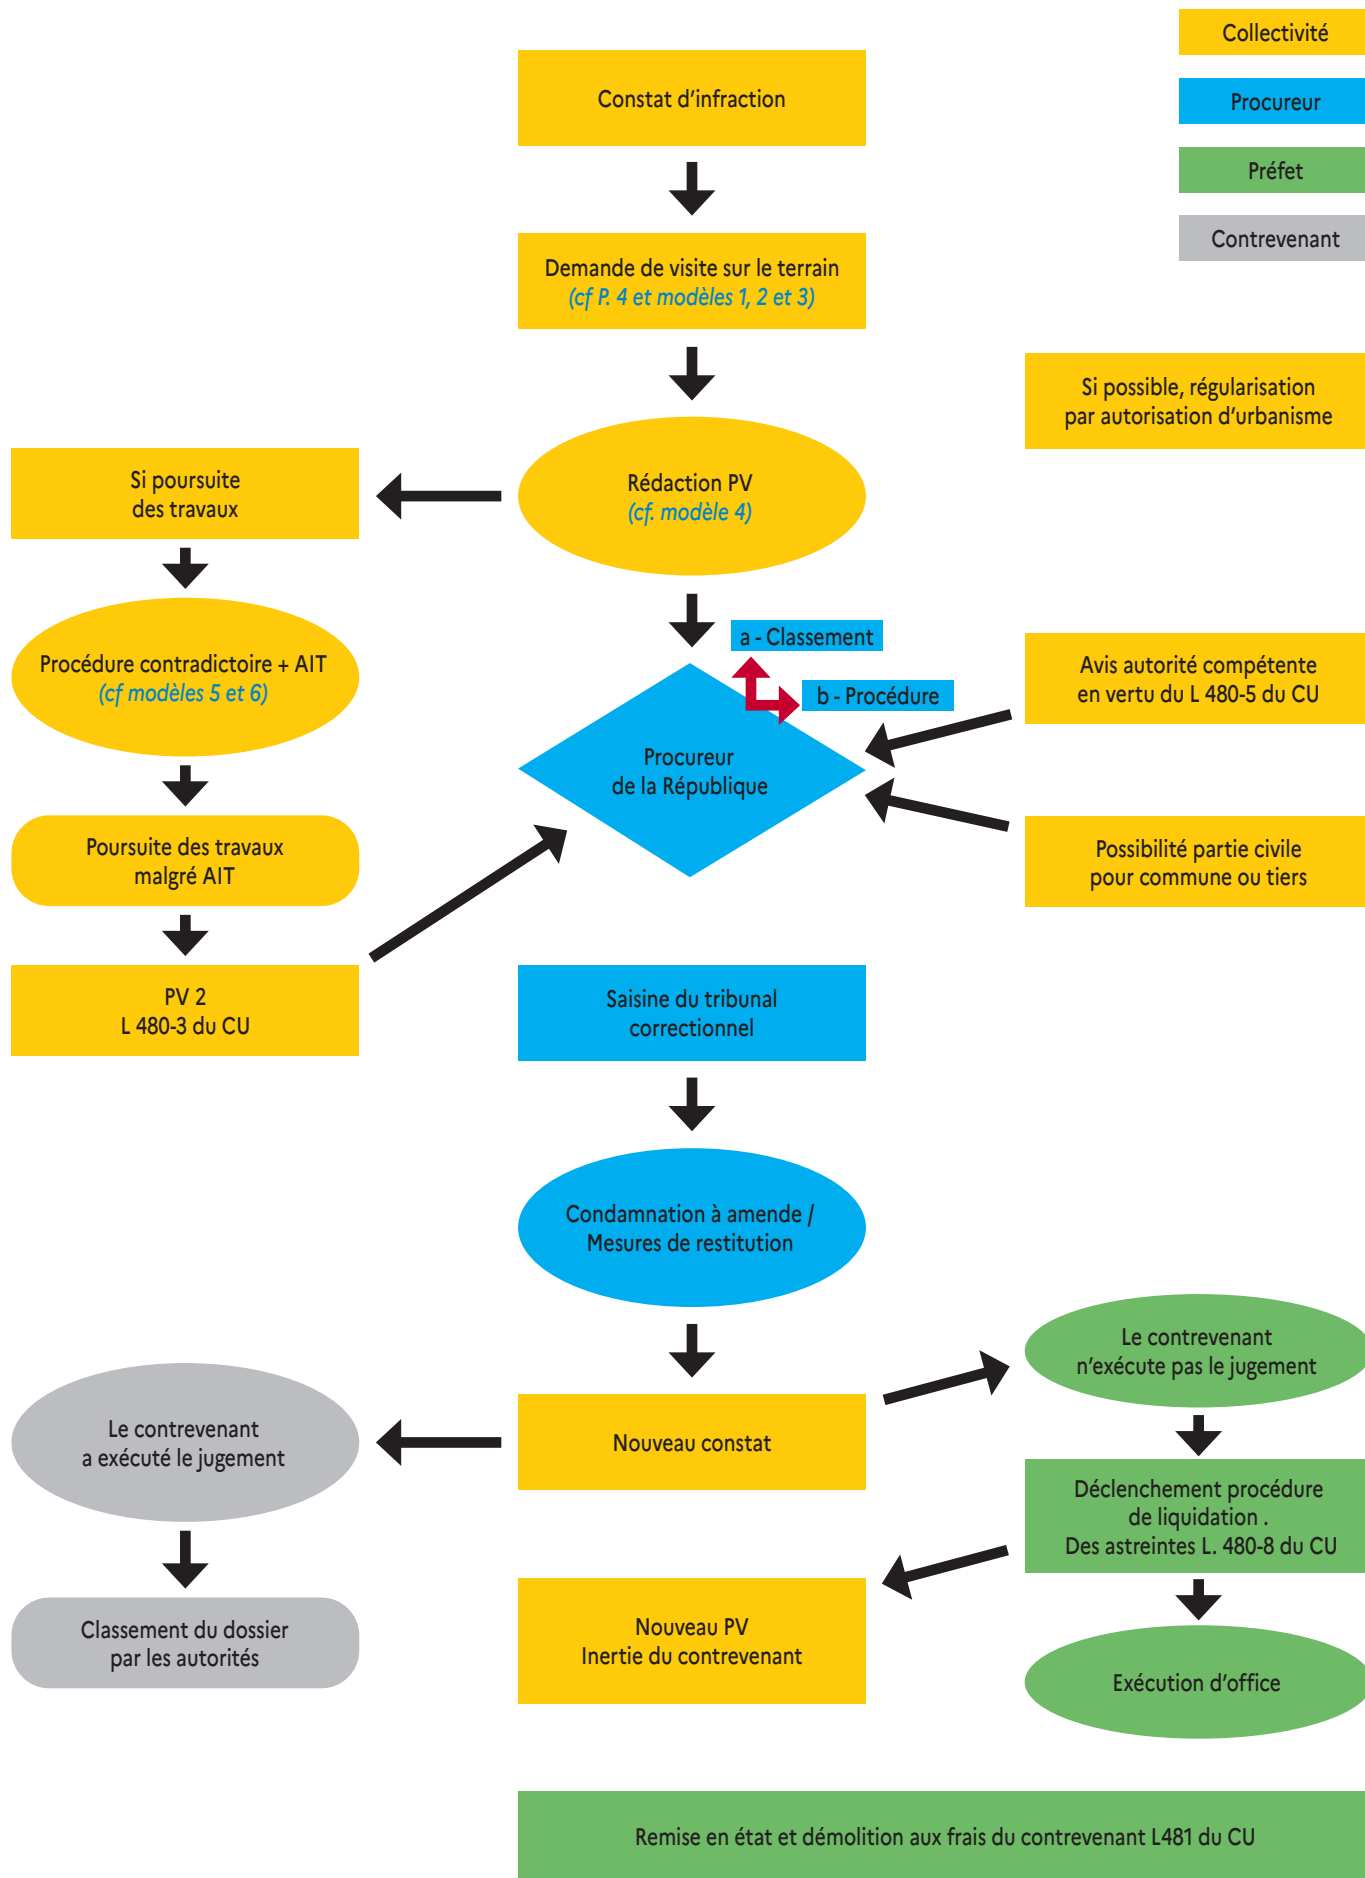 Collectivité
Procureur
Préfet
Contrevenant
Constat d'infraction
Demande de visite sur le terrain
(cf P. 4 et modèles 1, 2 et 3)
Si possible, régularisation
par autorisation d'urbanisme
Rédaction PV
(cf. modèle 4)
Si poursuite
des travaux
Procédure contradictoire + AIT
(cf modèles 5 et 6)
Poursuite des travaux
malgré AIT
PV 2
L 480-3 du CU
a - Classement
b - Procédure
Procureur
de la République
Avis autorité compétente
en vertu du L 480-5 du CU
Possibilité partie civile
pour commune ou tiers
Saisine du tribunal
correctionnel
Condamnation à amende /
Mesures de restitution
Nouveau constat
Le contrevenant
a exécuté le jugement
Classement du dossier
par les autorités
Le contrevenant
n'exécute pas le jugement
Déclenchement procédure
de liquidation .
Des astreintes L. 480-8 du CU
Nouveau PV
Inertie du contrevenant
Exécution d'office
Remise en état et démolition aux frais du contrevenant L481 du CU